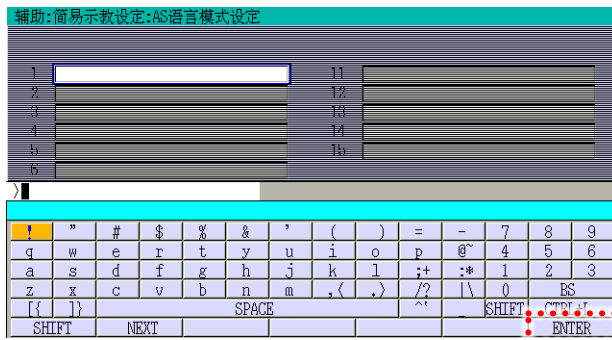 辅助:简易示教设定:AS语言模式设定
1 11
2 12
3 13
4 14
5 15
6
>
! " # $ % & ' ( ) = - 7 8 9
q w e r t y u i o p @~ 4 5 6
a s d f g h j k l ;+ :* 1 2 3
z x c v b n m ,< .> /? |\ 0 BS
[{ ]} SPACE ^' _ SHIFT CTRL+L
SHIFT NEXT ENTER